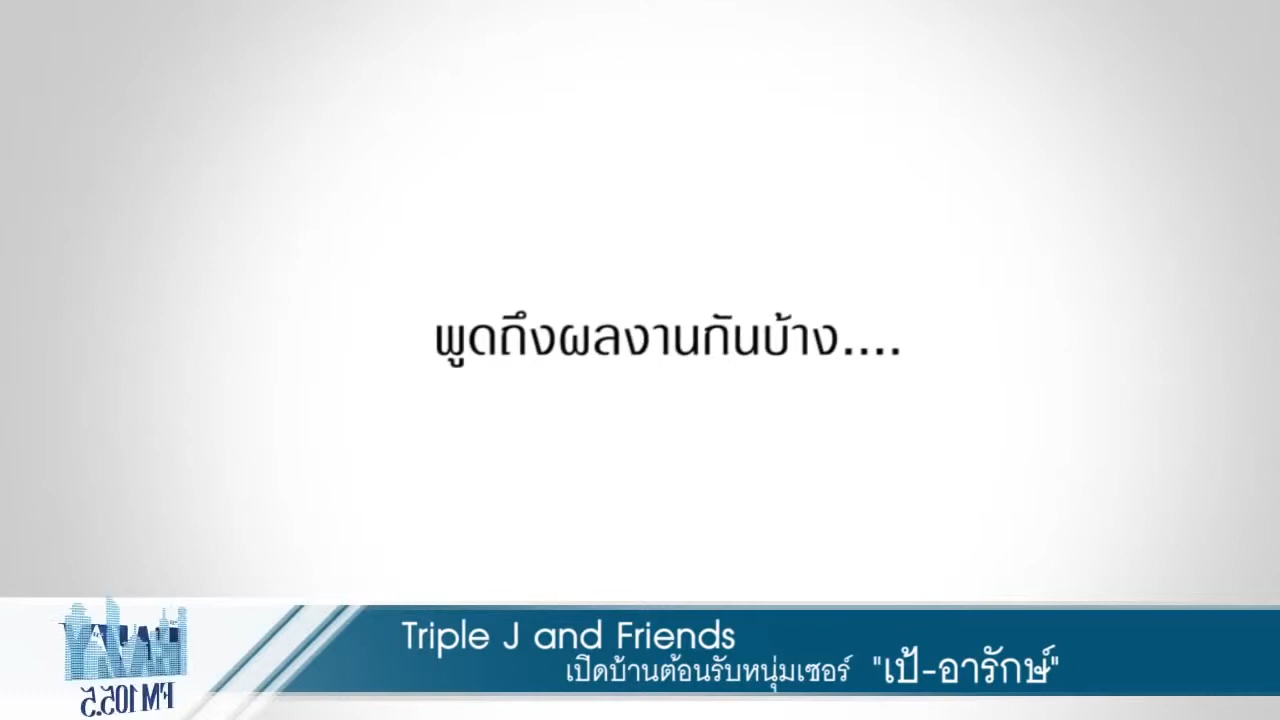 พูดถึงผลงานกันบ้าง....
Triple J and Friends
เปิดบ้านต้อนรับหนุ่มเซอร์ "เป้-อารักษ์"
FM 105.5